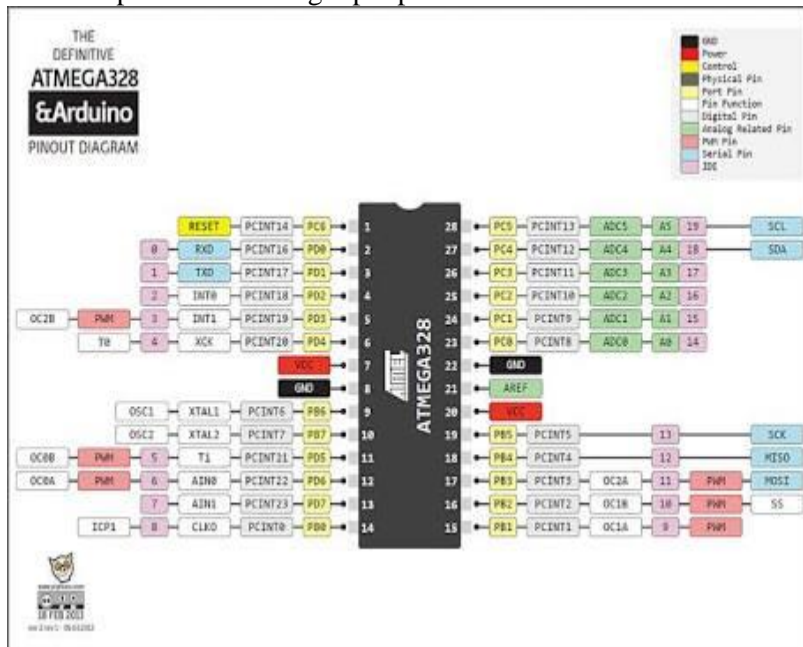 THE
DEFINITIVE
ATMEGA328
&Arduino
PINOUT DIAGRAM
GND
Power
Control
Physical Pin
Port Pin
Pin Function
Digital Pin
Analog Related Pin
PWM Pin
Serial Pin
IDE
RESET PCINT14 PC6 1
0 RXD PCINT16 PD0 2
1 TXD PCINT17 PD1 3
2 INT0 PCINT18 PD2 4
OC2B PWM 3 INT1 PCINT19 PD3 5
T0 4 XCK PCINT20 PD4 6
VCC 7
GND 8
OSC1 XTAL1 PCINT6 PB6 9
OSC2 XTAL2 PCINT7 PB7 10
OC0B PWM 5 T1 PCINT21 PD5 11
OC0A PWM 6 AIN0 PCINT22 PD6 12
7 AIN1 PCINT23 PD7 13
ICP1 8 CLKO PCINT0 PB0 14
ATMEL
ATMEGA328
28 PC5 PCINT13 ADC5 A5 19 SCL
27 PC4 PCINT12 ADC4 A4 18 SDA
26 PC3 PCINT11 ADC3 A3 17
25 PC2 PCINT10 ADC2 A2 16
24 PC1 PCINT9 ADC1 A1 15
23 PC0 PCINT8 ADC0 A0 14
22 GND
21 AREF
20 VCC
19 PB5 PCINT5 13 SCK
18 PB4 PCINT4 12 MISO
17 PB3 PCINT3 OC2A 11 PWM MOSI
16 PB2 PCINT2 OC1B 10 PWM SS
15 PB1 PCINT1 OC1A 9 PWM
18 FEB 2013